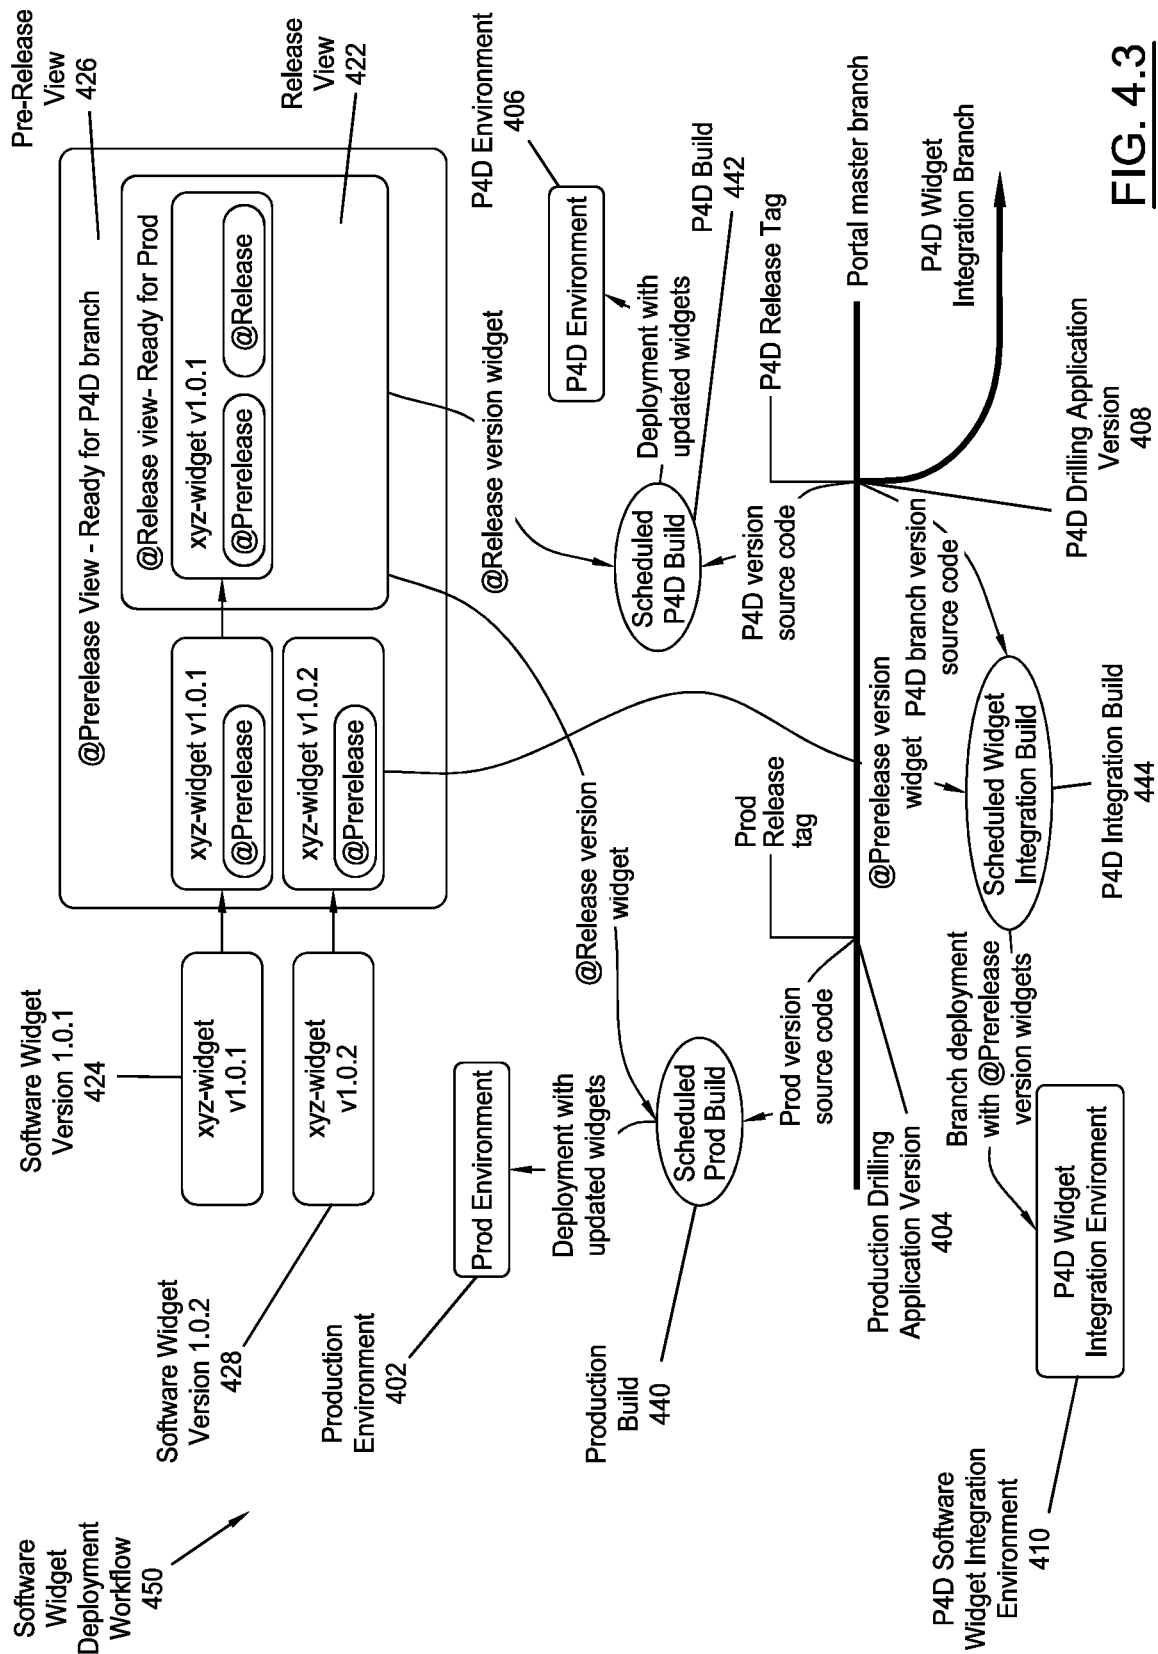 Software
Widget
Deployment
Workflow
450
Software Widget
Version 1.0.1
424
Software Widget
Version 1.0.2
428
Pre-Release
View
426
Release
View
422
@Prerelease View - Ready for P4D branch
@Release view- Ready for Prod
xyz-widget v1.0.1
@Prerelease
@Release
xyz-widget v1.0.1
@Prerelease
xyz-widget v1.0.2
@Prerelease
xyz-widget
v1.0.1
xyz-widget
v1.0.2
Production
Environment
402
Prod Environment
Deployment with
updated widgets
Production
Build
440
Scheduled
Prod Build
@Release version
widget
Prod version
source code
Prod
Release
tag
Production Drilling
Application Version
404
@Release version widget
P4D Environment
406
P4D Environment
Deployment with
updated widgets
P4D Build
442
Scheduled
P4D Build
P4D version
source code
P4D Release Tag
Portal master branch
P4D Widget
Integration Branch
P4D Drilling Application
Version
408
@Prerelease version
widget
P4D branch version
source code
Scheduled Widget
Integration Build
P4D Integration Build
444
Branch deployment
with @Prerelease
version widgets
P4D Widget
Integration Enviroment
P4D Software
Widget Integration
Environment
410
FIG. 4.3